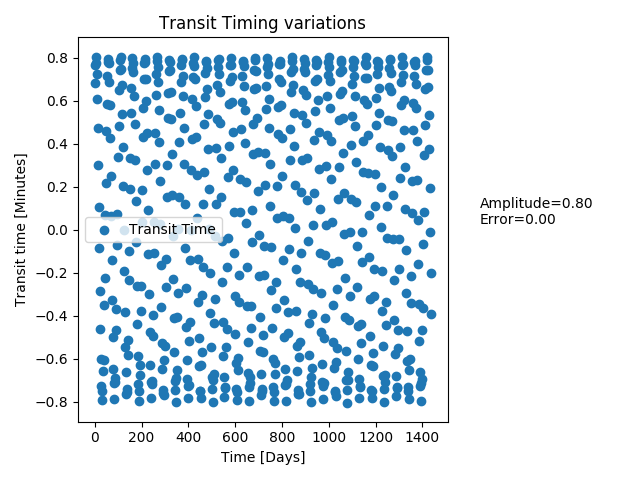 Transit Timing variations
Transit time [Minutes]
0.8
0.6
0.4
0.2
0.0
−0.2
−0.4
−0.6
−0.8
Transit Time
0
200
400
600
800
1000
1200
1400
Time [Days]
Amplitude=0.80
Error=0.00